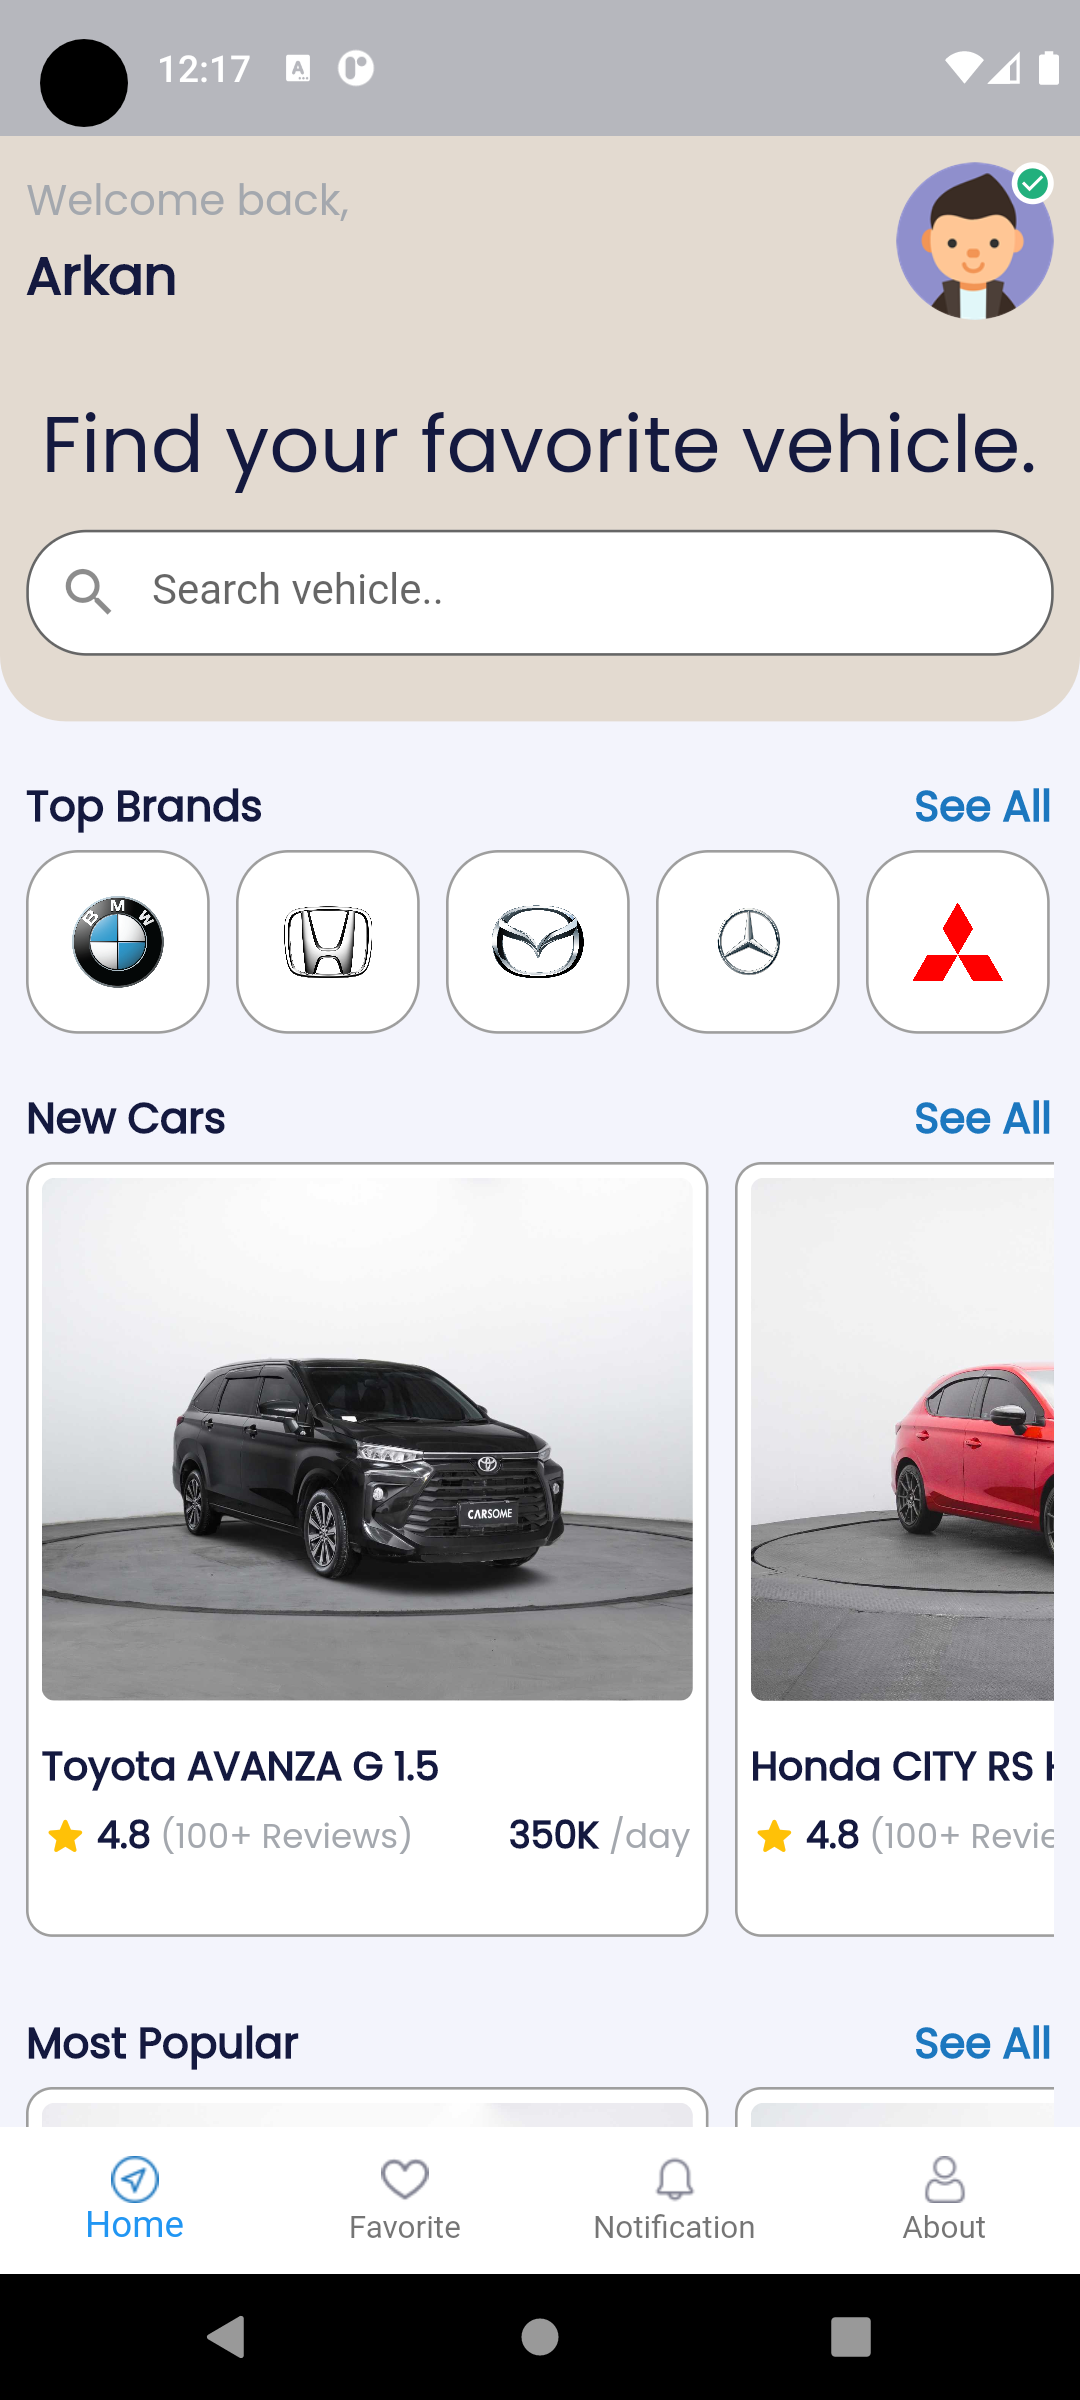 12:17
Welcome back,
Arkan
Find your favorite vehicle.
Search vehicle..
Top Brands
See All
BMW
New Cars
See All
CARSOME
Toyota AVANZA G 1.5
Honda CITY RS
4.8 (100+ Reviews)
350K /day
4.8 (100+ Revie
Most Popular
See All
Home
Favorite
Notification
About